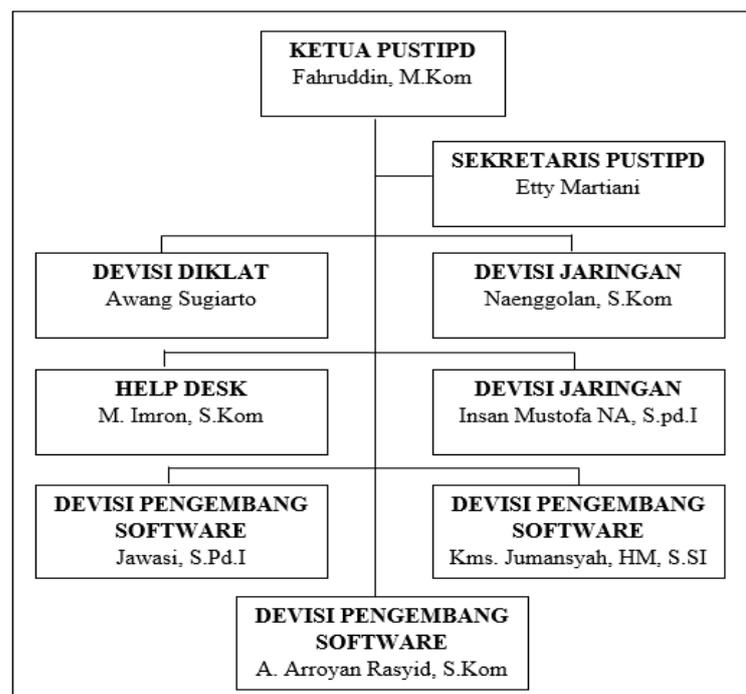 KETUA PUSTIPD
Fahruddin, M.Kom
SEKRETARIS PUSTIPD
Etty Martiani
DEVISI DIKLAT
Awang Sugiarto
DEVISI JARINGAN
Naenggolan, S.Kom
HELP DESK
M. Imron, S.Kom
DEVISI JARINGAN
Insan Mustofa NA, S.pd.I
DEVISI PENGEMBANG
SOFTWARE
Jawasi, S.Pd.I
DEVISI PENGEMBANG
SOFTWARE
Kms. Jumansyah, HM, S.SI
DEVISI PENGEMBANG
SOFTWARE
A. Arroyan Rasyid, S.Kom